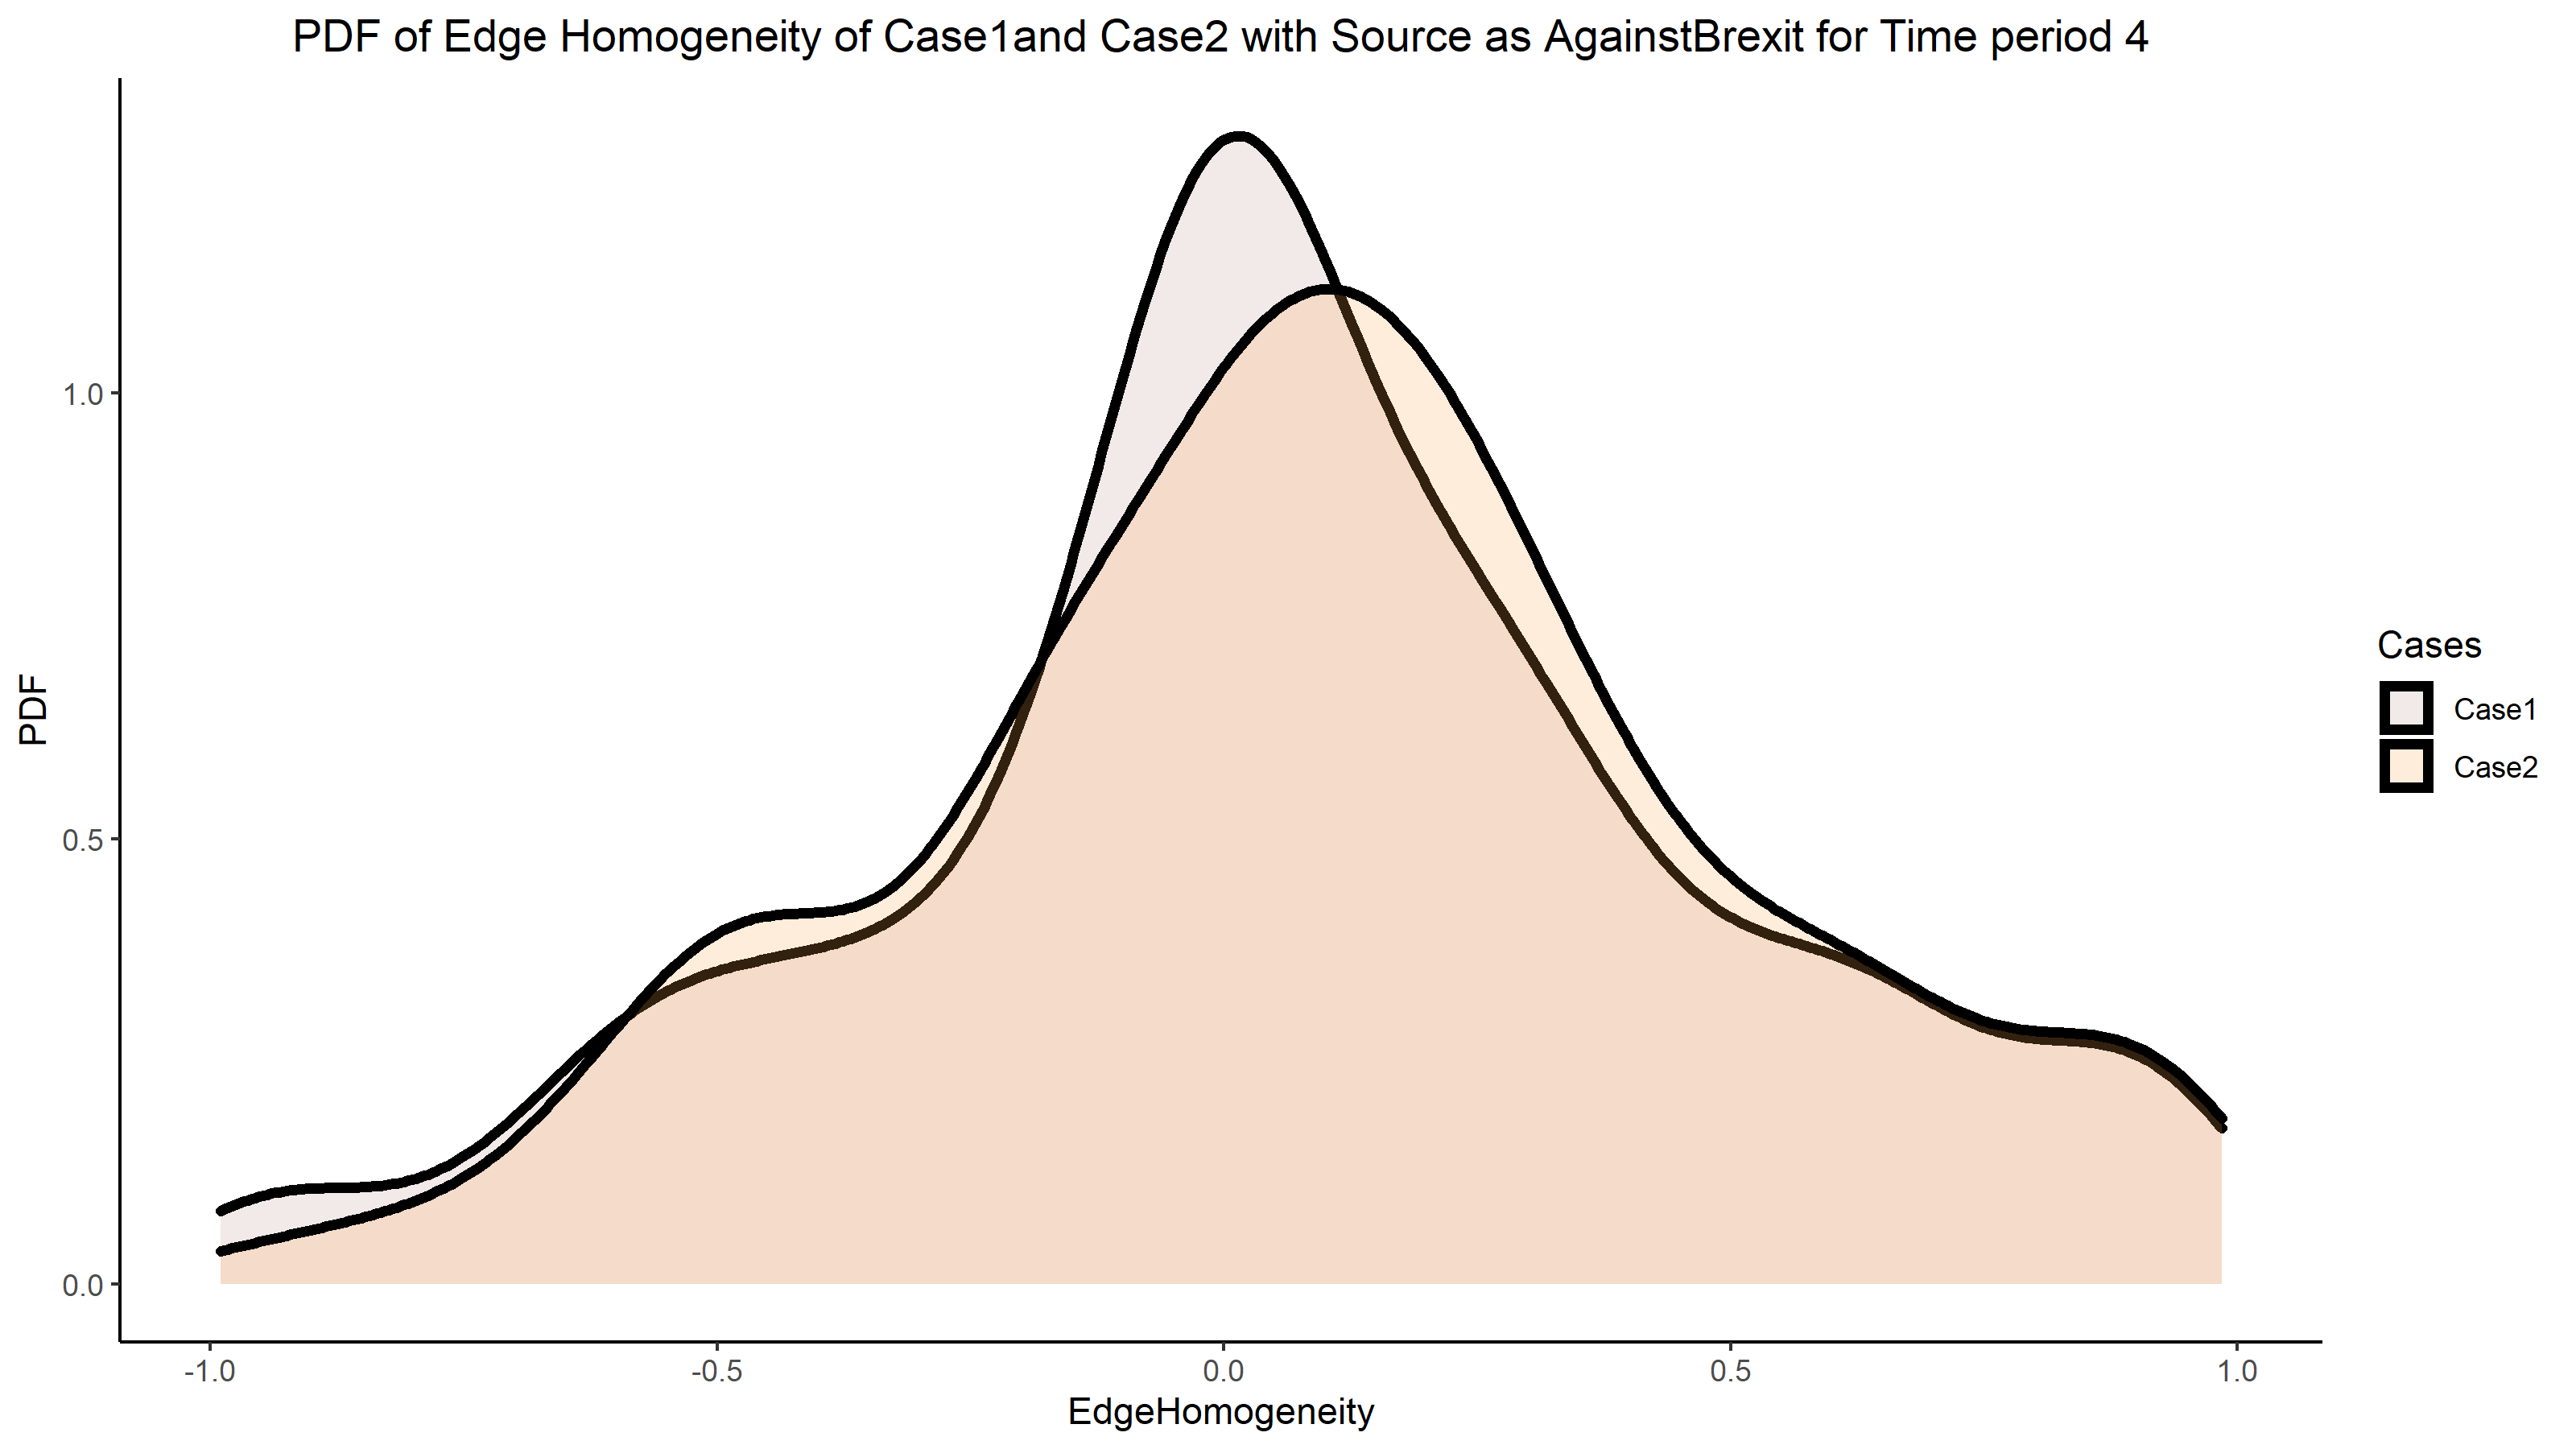 PDF of Edge Homogeneity of Case1and Case2 with Source as AgainstBrexit for Time period 4
PDF
1.0
0.5
0.0
-1.0
-0.5
0.0
0.5
1.0
EdgeHomogeneity
Cases
Case1
Case2